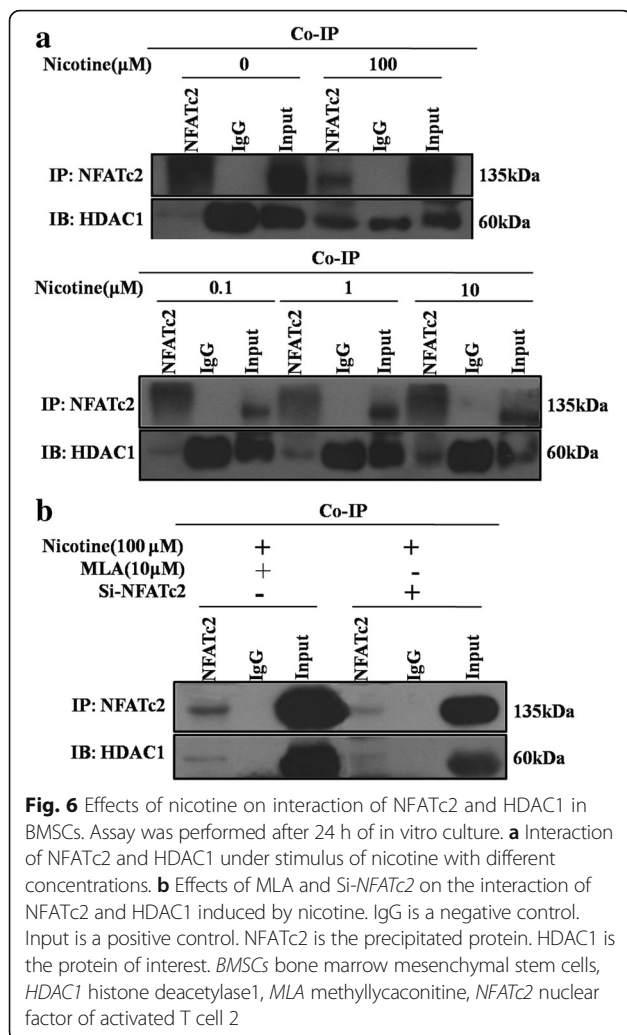 a
Co-IP
Nicotine(μM) 0 100
NFATc2 IgG Input NFATc2 IgG Input
IP: NFATc2 135kDa
IB: HDAC1 60kDa
Co-IP
Nicotine(μM) 0.1 1 10
NFATc2 IgG Input NFATc2 IgG Input NFATc2 IgG Input
IP: NFATc2 135kDa
IB: HDAC1 60kDa
b
Co-IP
Nicotine(100 μM) + +
MLA(10μM) + -
Si-NFATc2 - +
NFATc2 IgG Input NFATc2 IgG Input
IP: NFATc2 135kDa
IB: HDAC1 60kDa
Fig. 6 Effects of nicotine on interaction of NFATc2 and HDAC1 in
BMSCs. Assay was performed after 24 h of in vitro culture. a Interaction
of NFATc2 and HDAC1 under stimulus of nicotine with different
concentrations. b Effects of MLA and Si-NFATc2 on the interaction of
NFATc2 and HDAC1 induced by nicotine. IgG is a negative control.
Input is a positive control. NFATc2 is the precipitated protein. HDAC1 is
the protein of interest. BMSCs bone marrow mesenchymal stem cells,
HDAC1 histone deacetylase1, MLA methyllycaconitine, NFATc2 nuclear
factor of activated T cell 2